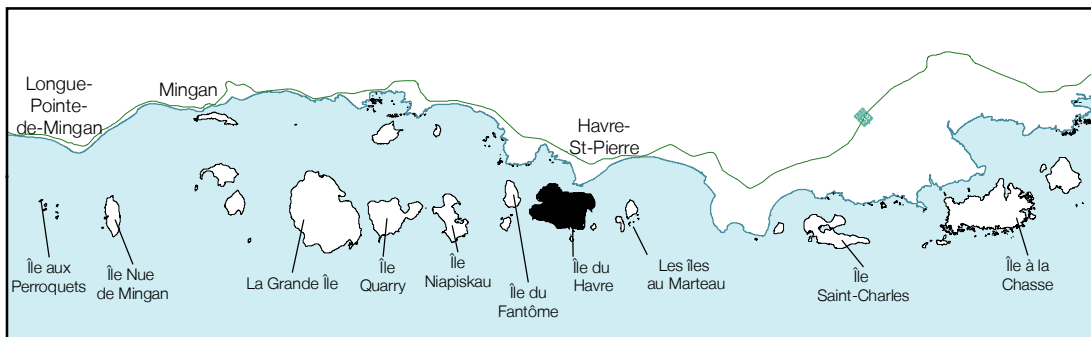 Longue-
Pointe-
de-Mingan
Mingan
Havre-
St-Pierre
Île aux
Perroquets
Île Nue
de Mingan
La Grande Île
Île
Quarry
Île
Niapiskau
Île du
Fantôme
Île du
Havre
Les îles
au Marteau
Île
Saint-Charles
Île à la
Chasse